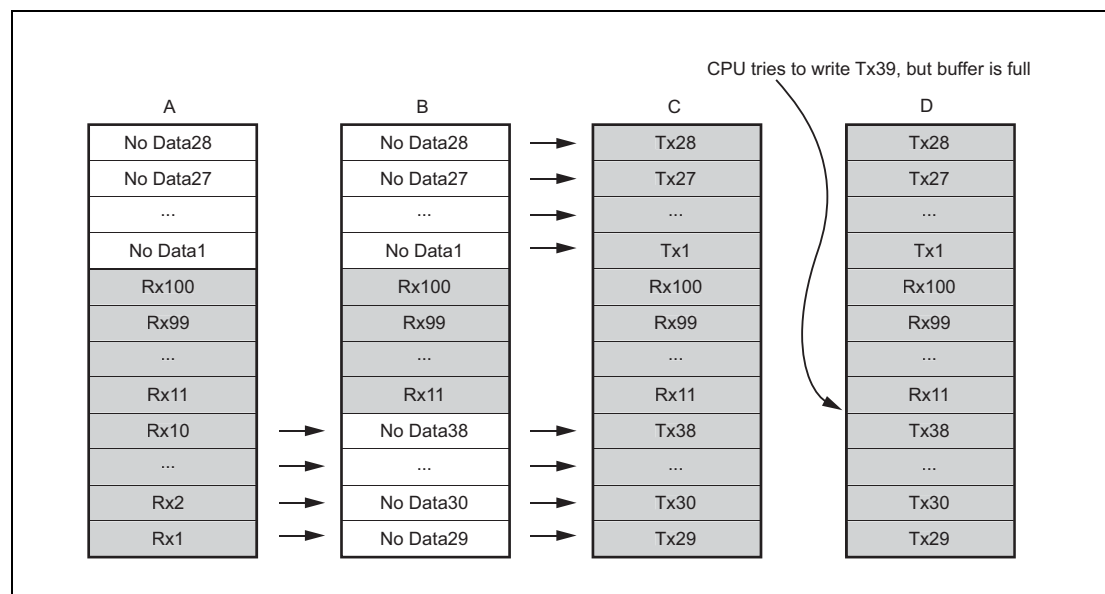 CPU tries to write Tx39, but buffer is full
A
No Data28
No Data27
...
No Data1
Rx100
Rx99
...
Rx11
Rx10
...
Rx2
Rx1
B
No Data28
No Data27
...
No Data1
Rx100
Rx99
...
Rx11
No Data38
...
No Data30
No Data29
C
Tx28
Tx27
...
Tx1
Rx100
Rx99
...
Rx11
Tx38
...
Tx30
Tx29
D
Tx28
Tx27
...
Tx1
Rx100
Rx99
...
Rx11
Tx38
...
Tx30
Tx29